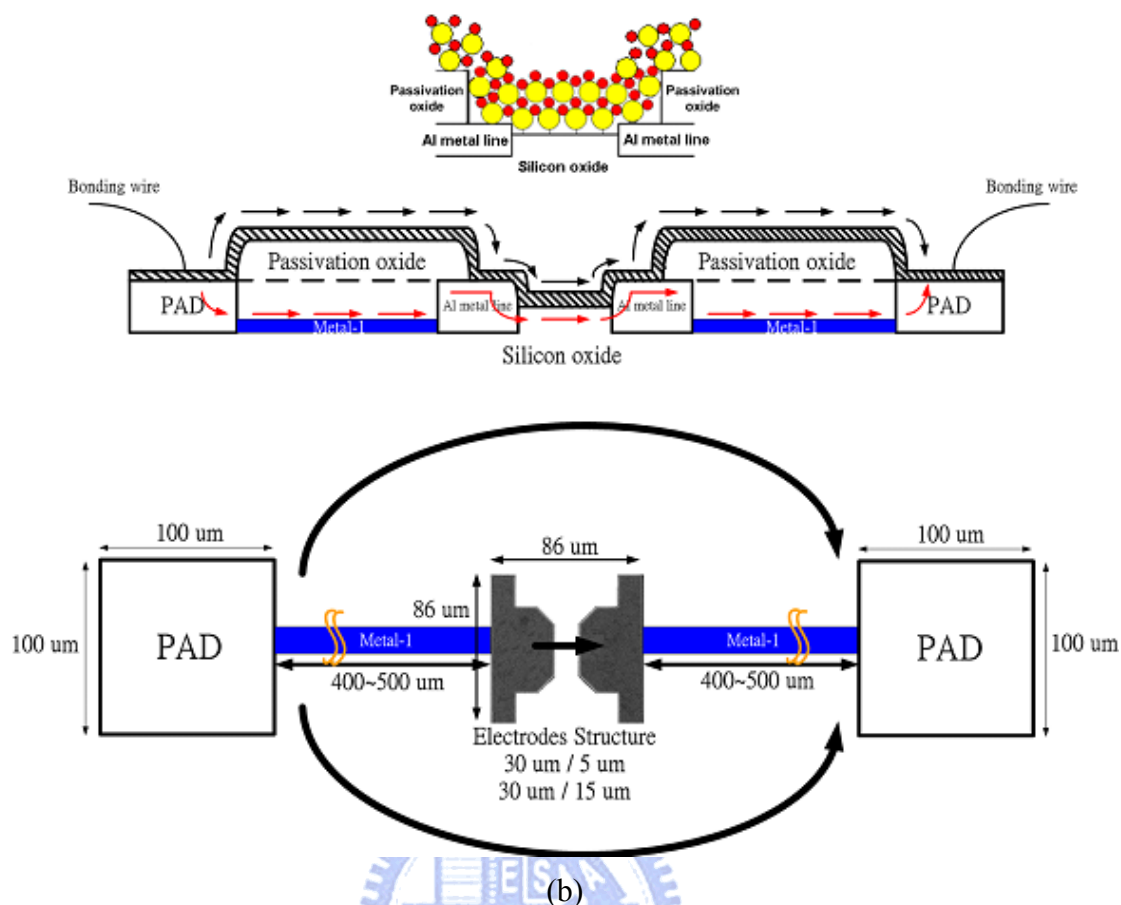 Passivation
oxide
Passivation
oxide
Al metal line
Al metal line
Silicon oxide
Bonding wire
Bonding wire
Passivation oxide
Passivation oxide
PAD
Al metal line
Al metal line
PAD
Metal-1
Metal-1
Silicon oxide
100 um
86 um
100 um
86 um
100 um
PAD
Metal-1
Metal-1
PAD
100 um
400~500 um
400~500 um
Electrodes Structure
30 um / 5 um
30 um / 15 um
(b)